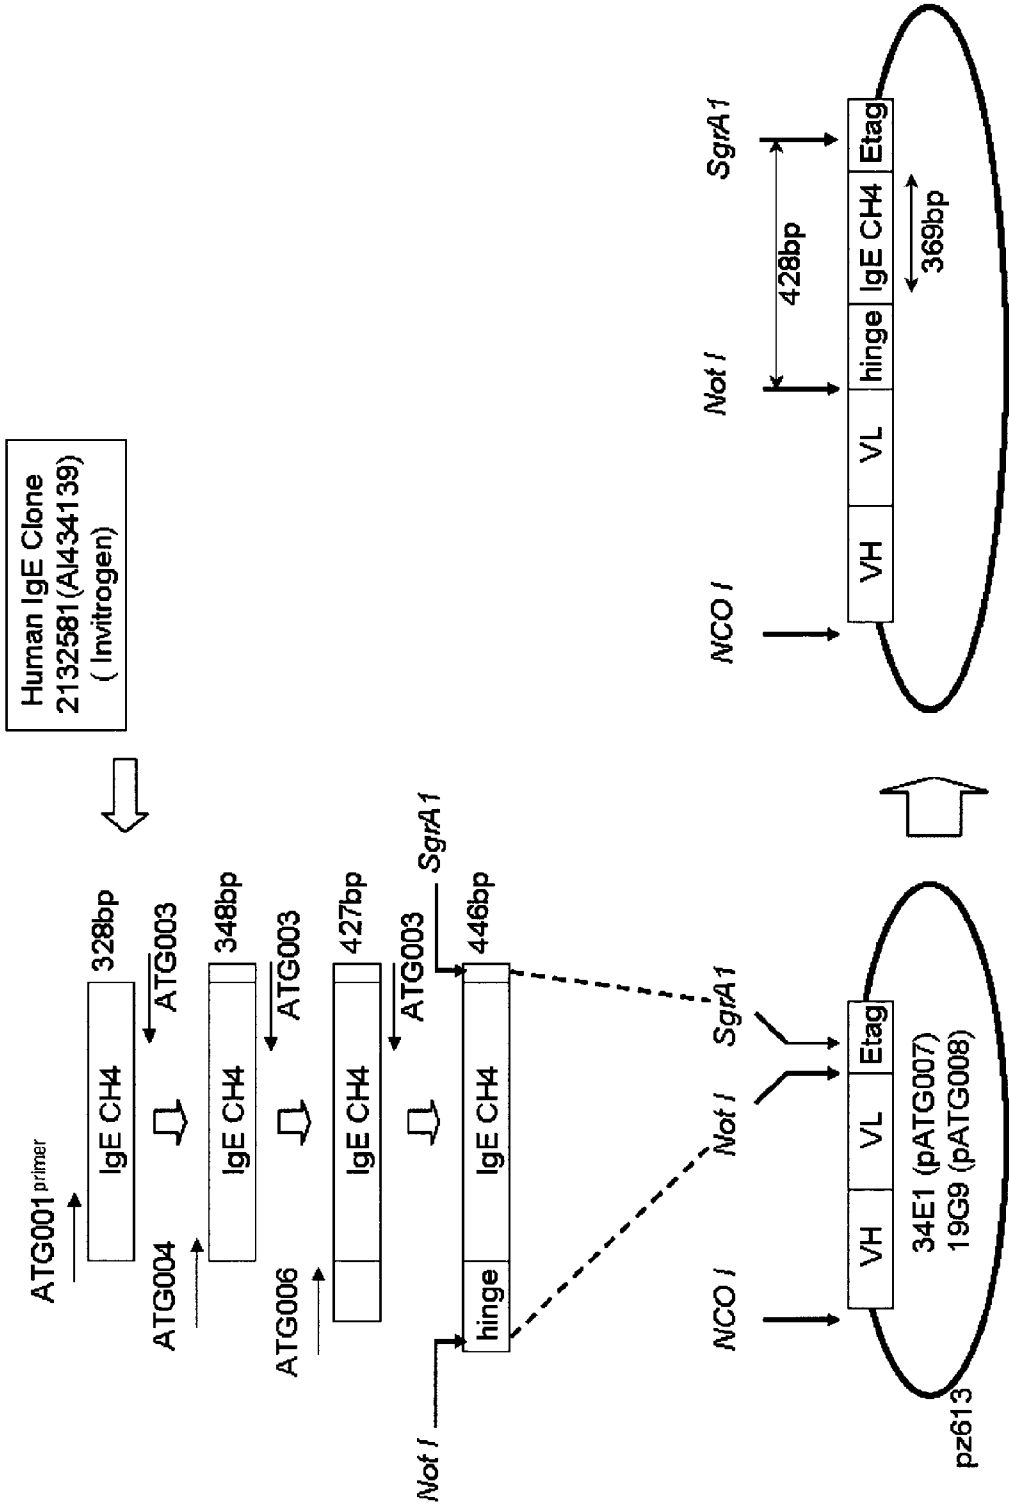 Human IgE Clone
2132581(AI434139)
( Invitrogen)
ATG001primer
IgE CH4
328bp
ATG003
ATG004
IgE CH4
348bp
ATG003
ATG006
IgE CH4
427bp
ATG003
Not I
SgrA1
hinge
IgE CH4
446bp
NCO I
Not I
SgrA1
VH
VL
Etag
34E1 (pATG007)
19G9 (pATG008)
pz613
NCO I
Not I
SgrA1
428bp
VH
VL
hinge
IgE CH4
Etag
369bp